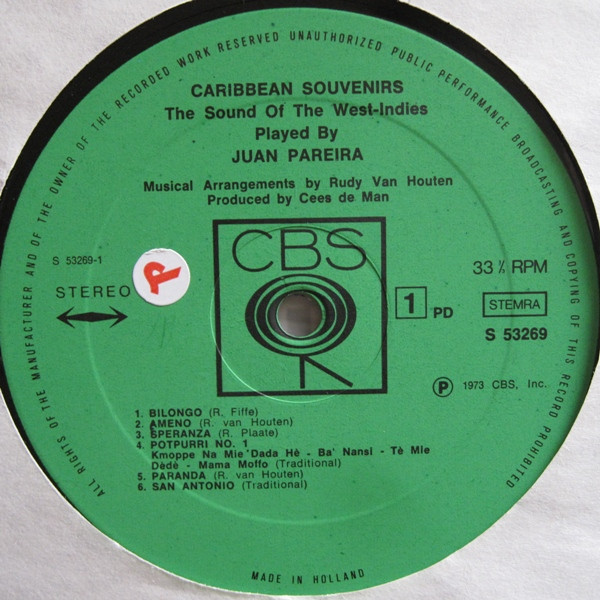 ALL RIGHTS OF THE MANUFACTURER AND OF THE OWNER OF THE RECORDED WORK RESERVED UNAUTHORIZED PUBLIC PERFORMANCE BROADCASTING AND COPYING OF THIS RECORD PROHIBITED
CARIBBEAN SOUVENIRS
The Sound Of The West-Indies
Played By
JUAN PAREIRA
Musical Arrangements by Rudy Van Houten
Produced by Cees de Man
CBS
S 53269-1
STEREO
33 ⅓ RPM
1 PD
STEMRA
S 53269
℗ 1973 CBS, Inc.
1. BILONGO (R. Fiffe)
2. AMENO (R. van Houten)
3. SPERANZA (R. Plaate)
4. POTPURRI NO. 1
Kmoppe Na Mie'Dada Hè - Ba' Nansi - Tè Mie
Dèdè - Mama Moffo (Traditional)
5. PARANDA (R. van Houten)
6. SAN ANTONIO (Traditional)
MADE IN HOLLAND